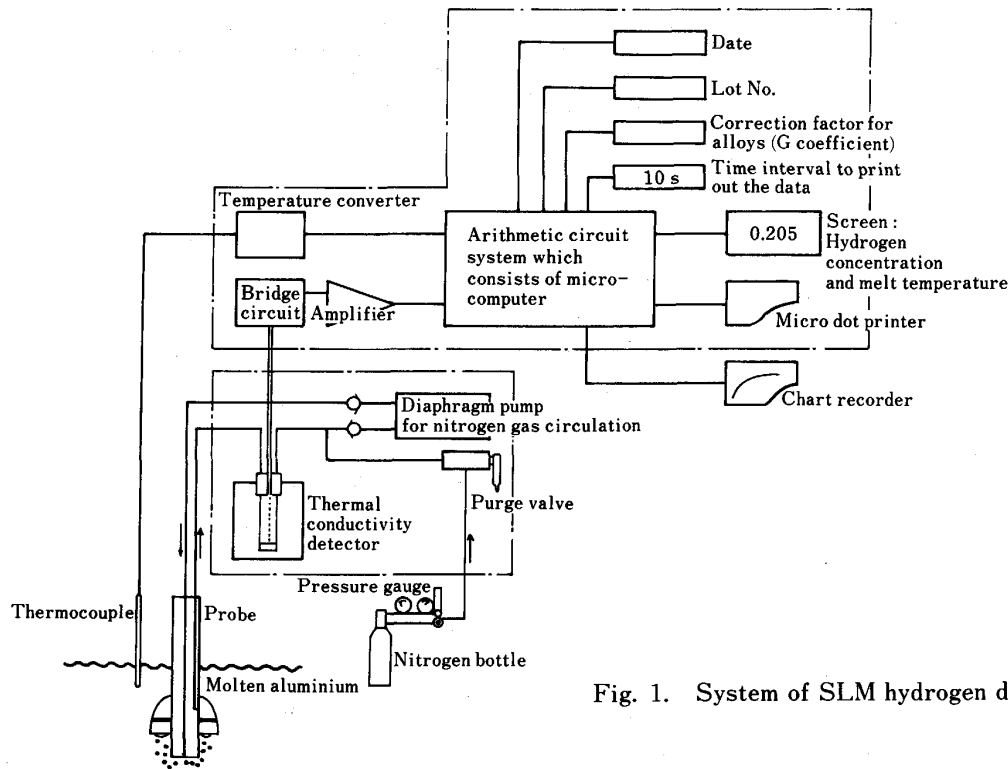 Date
Lot No.
Correction factor for
alloys (G coefficient)
Time interval to print
out the data
10 s
Temperature converter
Arithmetic circuit
system which
consists of micro-
computer
0.205
Screen :
Hydrogen
concentration
and melt temperature
Bridge
circuit
Amplifier
Micro dot printer
Chart recorder
Diaphragm pump
for nitrogen gas circulation
Purge valve
Thermal
conductivity
detector
Pressure gauge
Thermocouple
Probe
Nitrogen bottle
Molten aluminium
Fig. 1. System of SLM hydrogen d